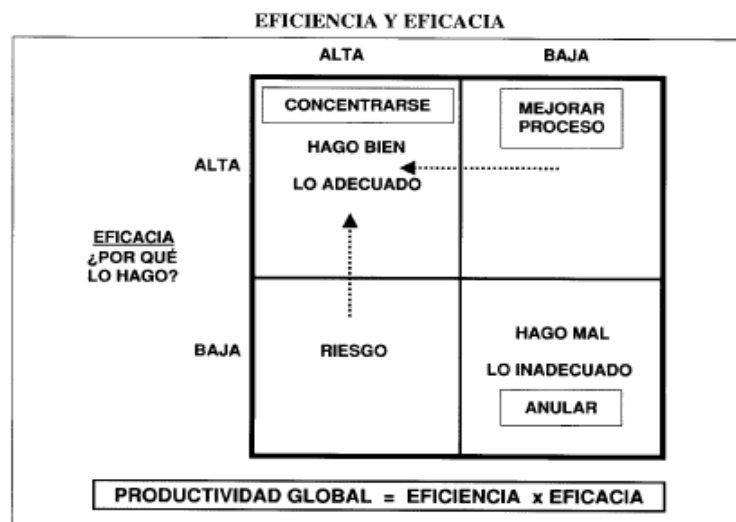 EFICIENCIA Y EFICACIA
ALTA BAJA
CONCENTRARSE
MEJORAR
PROCESO
HAGO BIEN
LO ADECUADO
ALTA
EFICACIA
¿POR QUÉ
LO HAGO?
BAJA
RIESGO
HAGO MAL
LO INADECUADO
ANULAR
PRODUCTIVIDAD GLOBAL = EFICIENCIA x EFICACIA